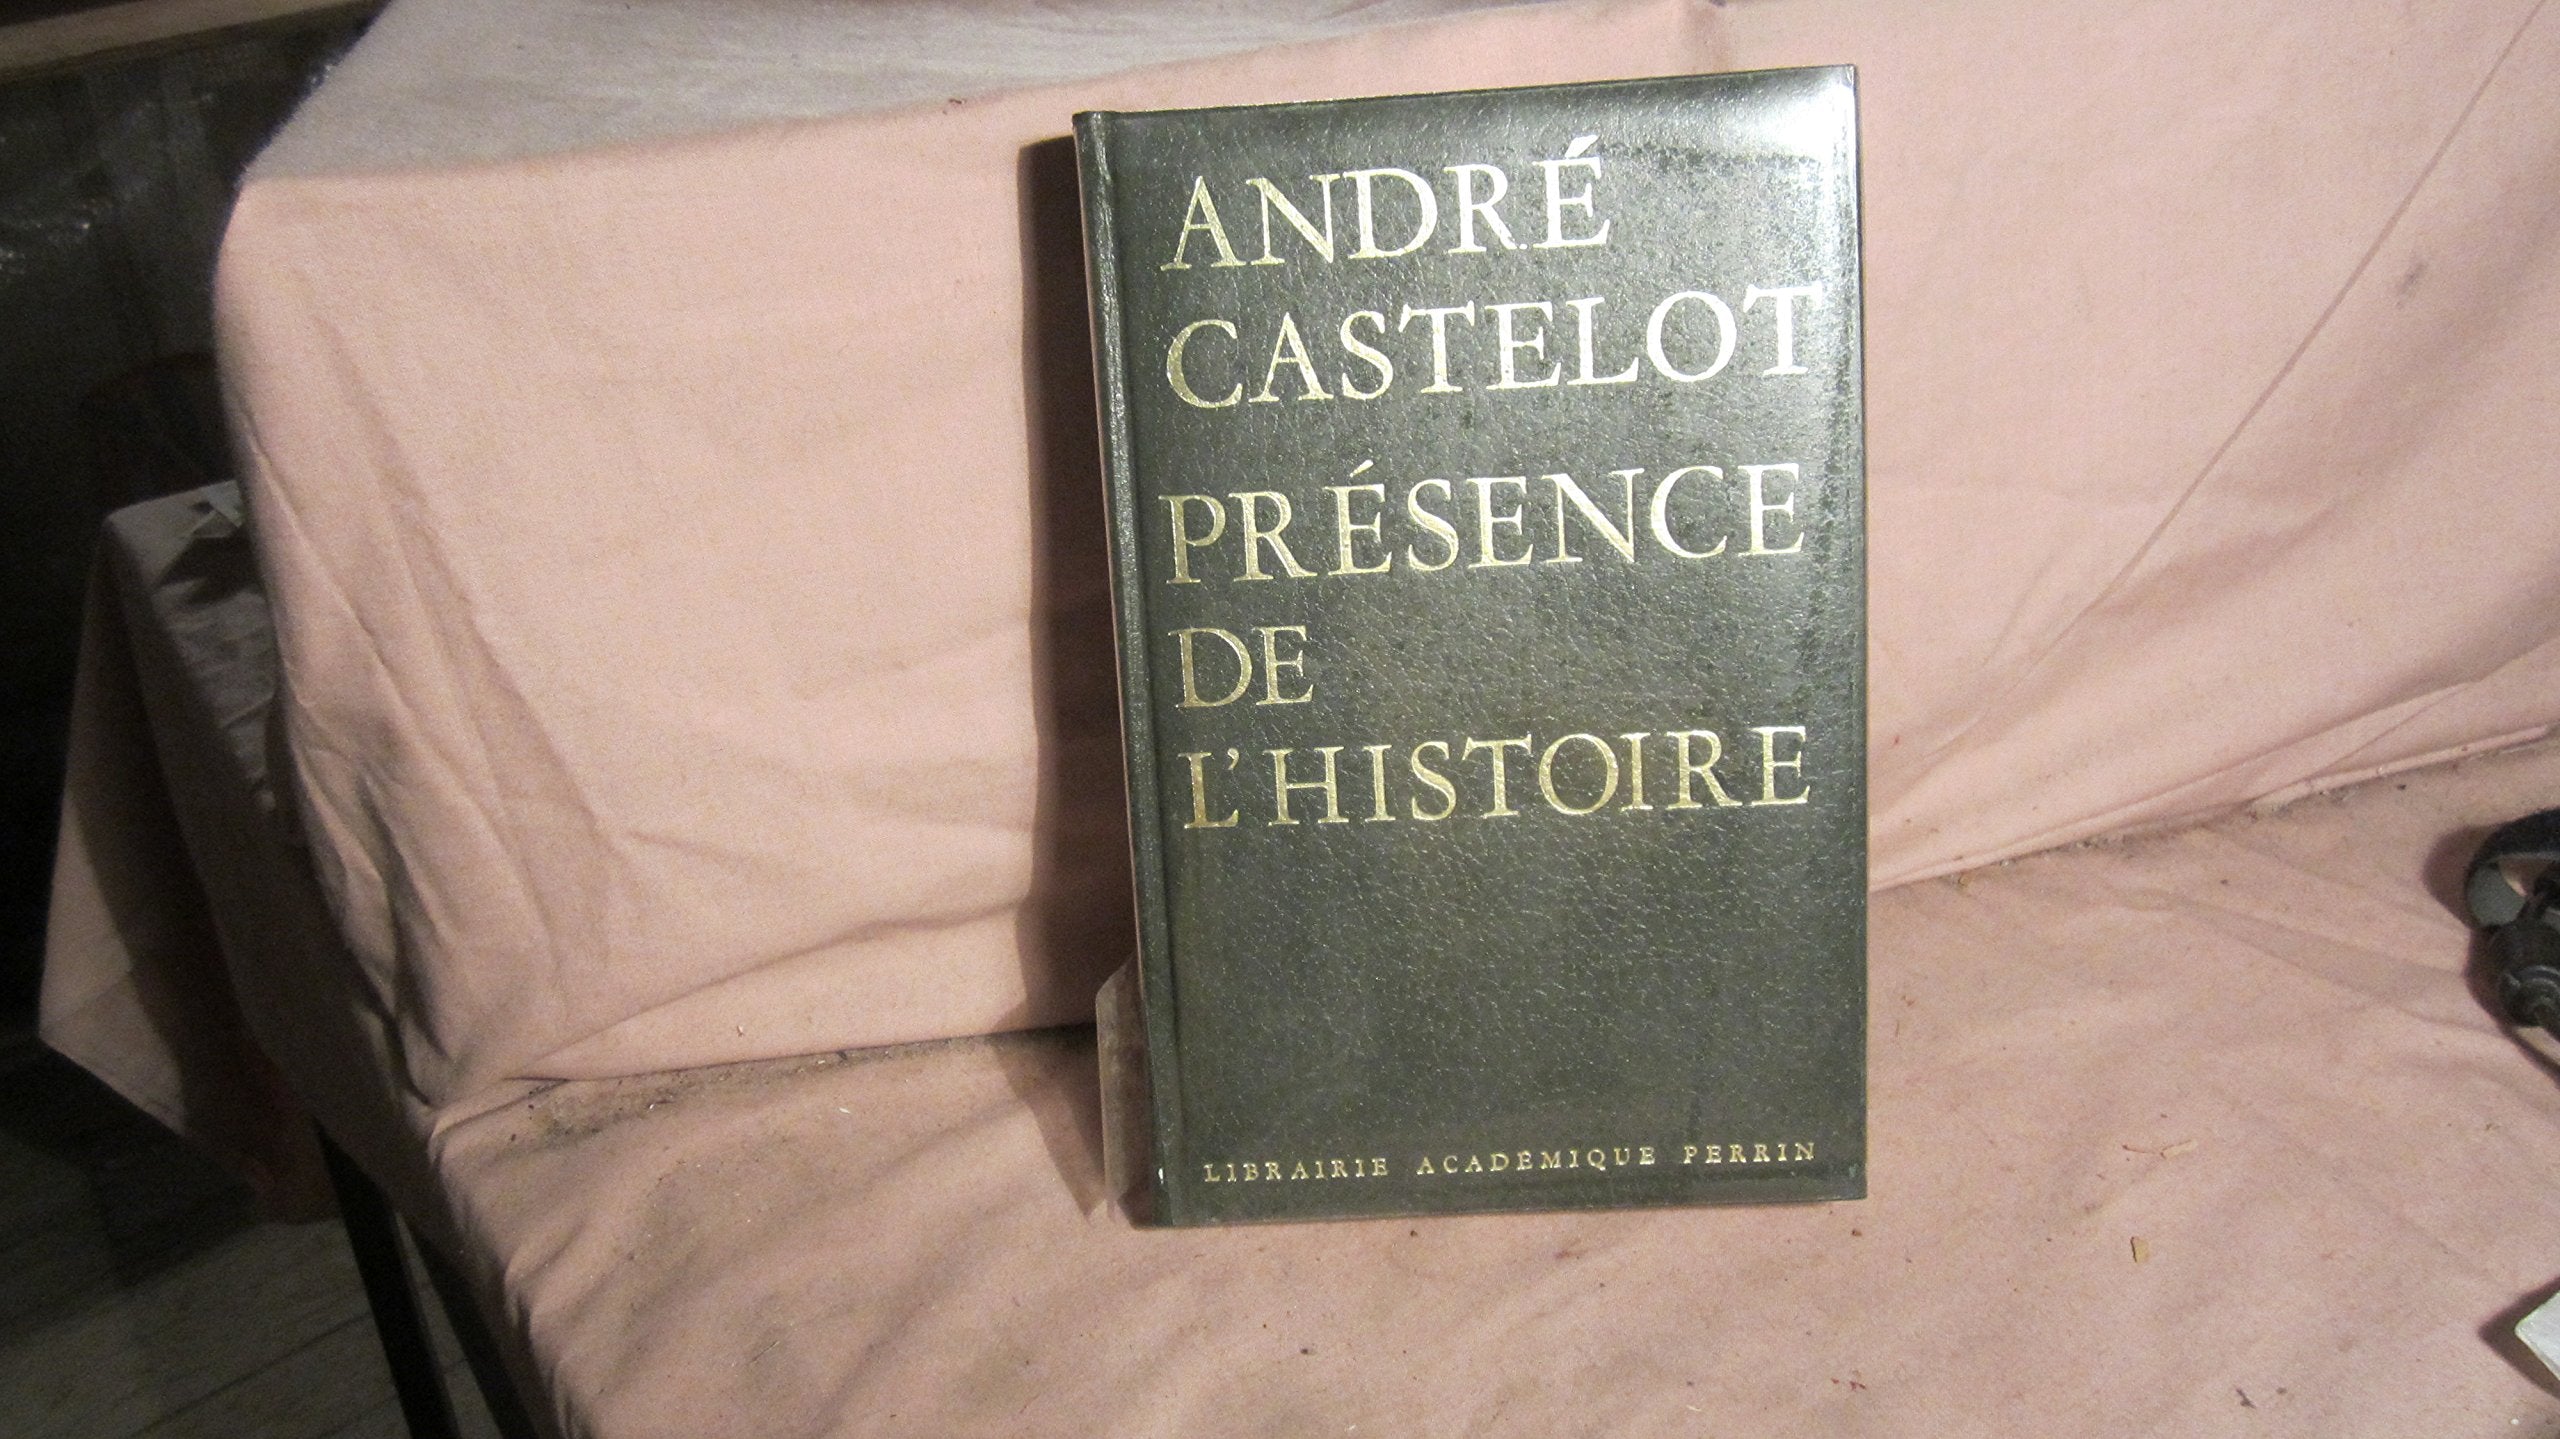 ANDRÉ
CASTELOT
PRÉSENCE
DE
L'HISTOIRE
LIBRAIRIE ACADEMIQUE PERRIN